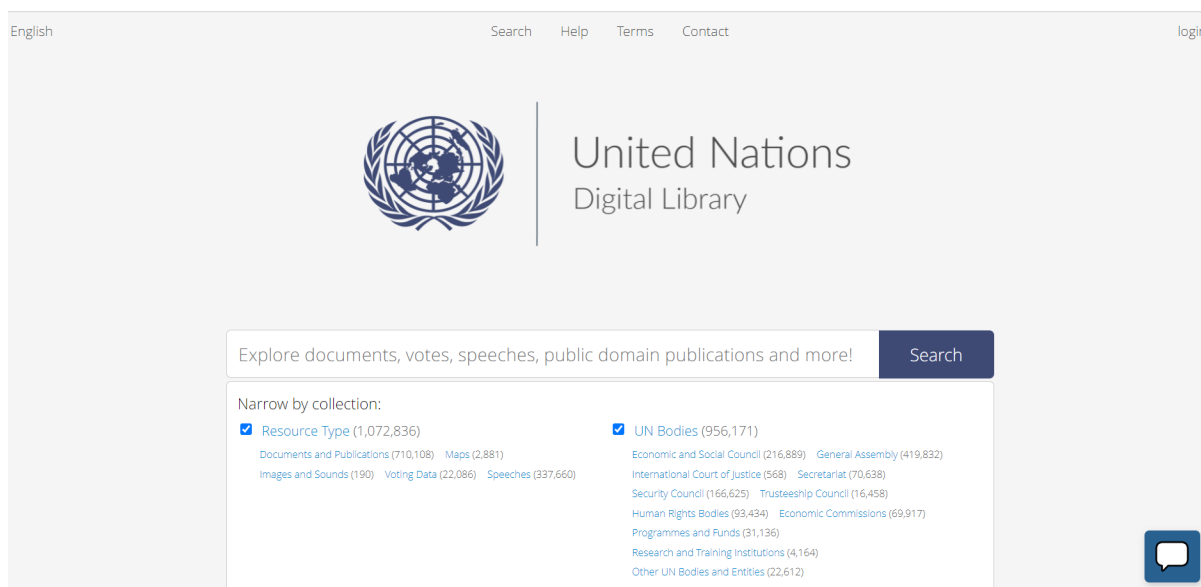 English Search Help Terms Contact
United Nations
Digital Library
Explore documents, votes, speeches, public domain publications and more! Search
Narrow by collection:
Resource Type (1,072,836)
Documents and Publications (710,108) Maps (2,881)
Images and Sounds (190) Voting Data (22,086) Speeches (337,660)
UN Bodies (956,171)
Economic and Social Council (216,889) General Assembly (419,832)
International Court of Justice (568) Secretariat (70,638)
Security Council (166,625) Trusteeship Council (16,458)
Human Rights Bodies (93,434) Economic Commissions (69,917)
Programmes and Funds (31,136)
Research and Training Institutions (4,164)
Other UN Bodies and Entities (22,612)